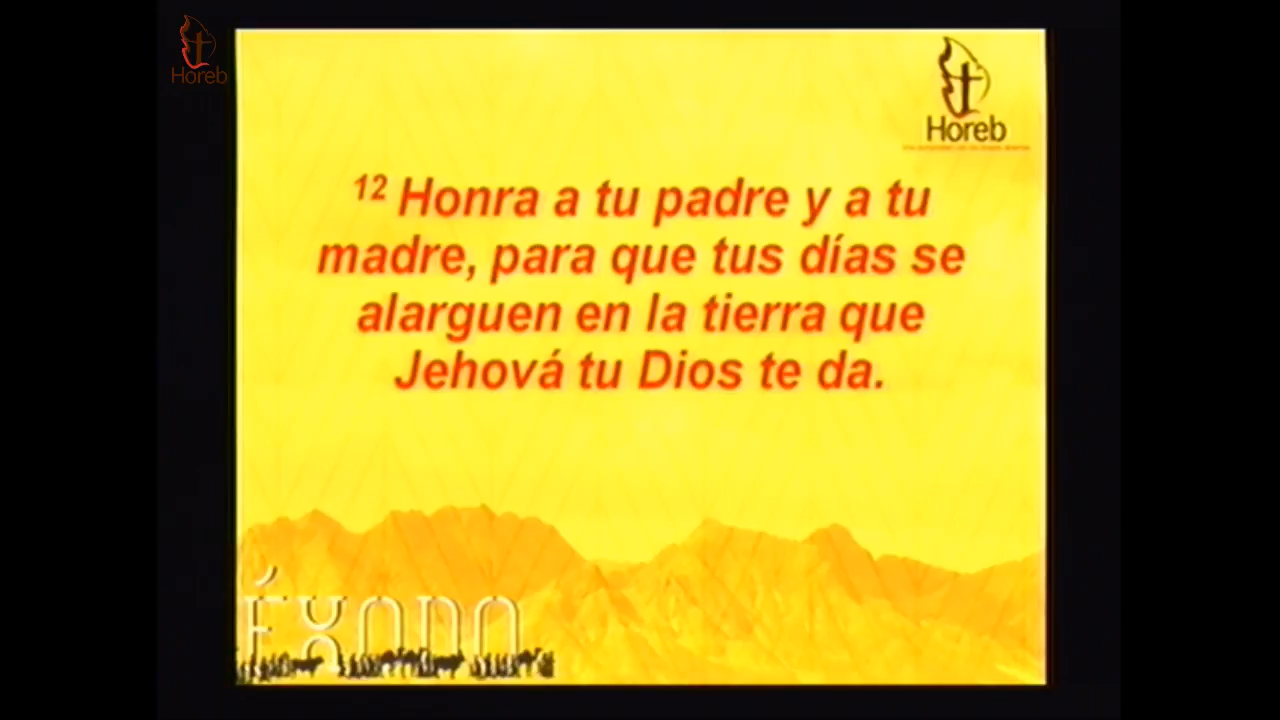 Horeb
Horeb
12 Honra a tu padre y a tu
madre, para que tus días se
alarguen en la tierra que
Jehová tu Dios te da.
ÉXODO